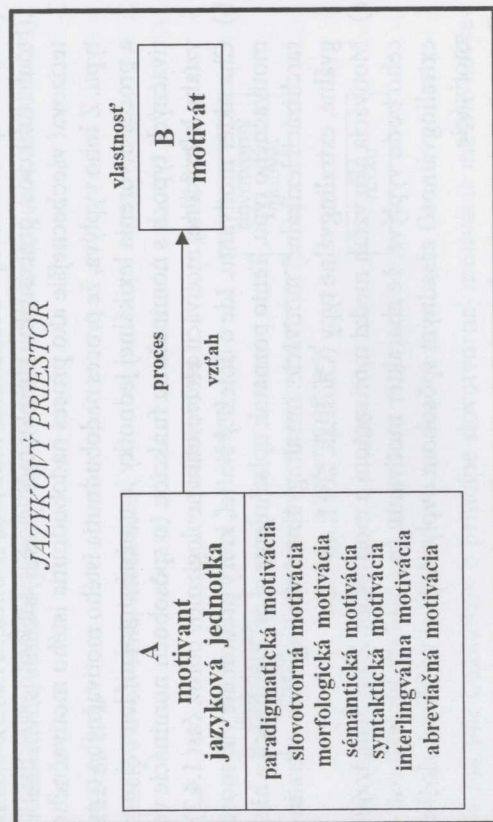 JAZYKOVÝ PRIESTOR
A
motivant
jazyková jednotka
paradigmatická motivácia
slovotvorná motivácia
morfologická motivácia
sémantická motivácia
syntaktická motivácia
interlingválna motivácia
abreviačná motivácia
proces
vzťah
vlastnosť
B
motivát